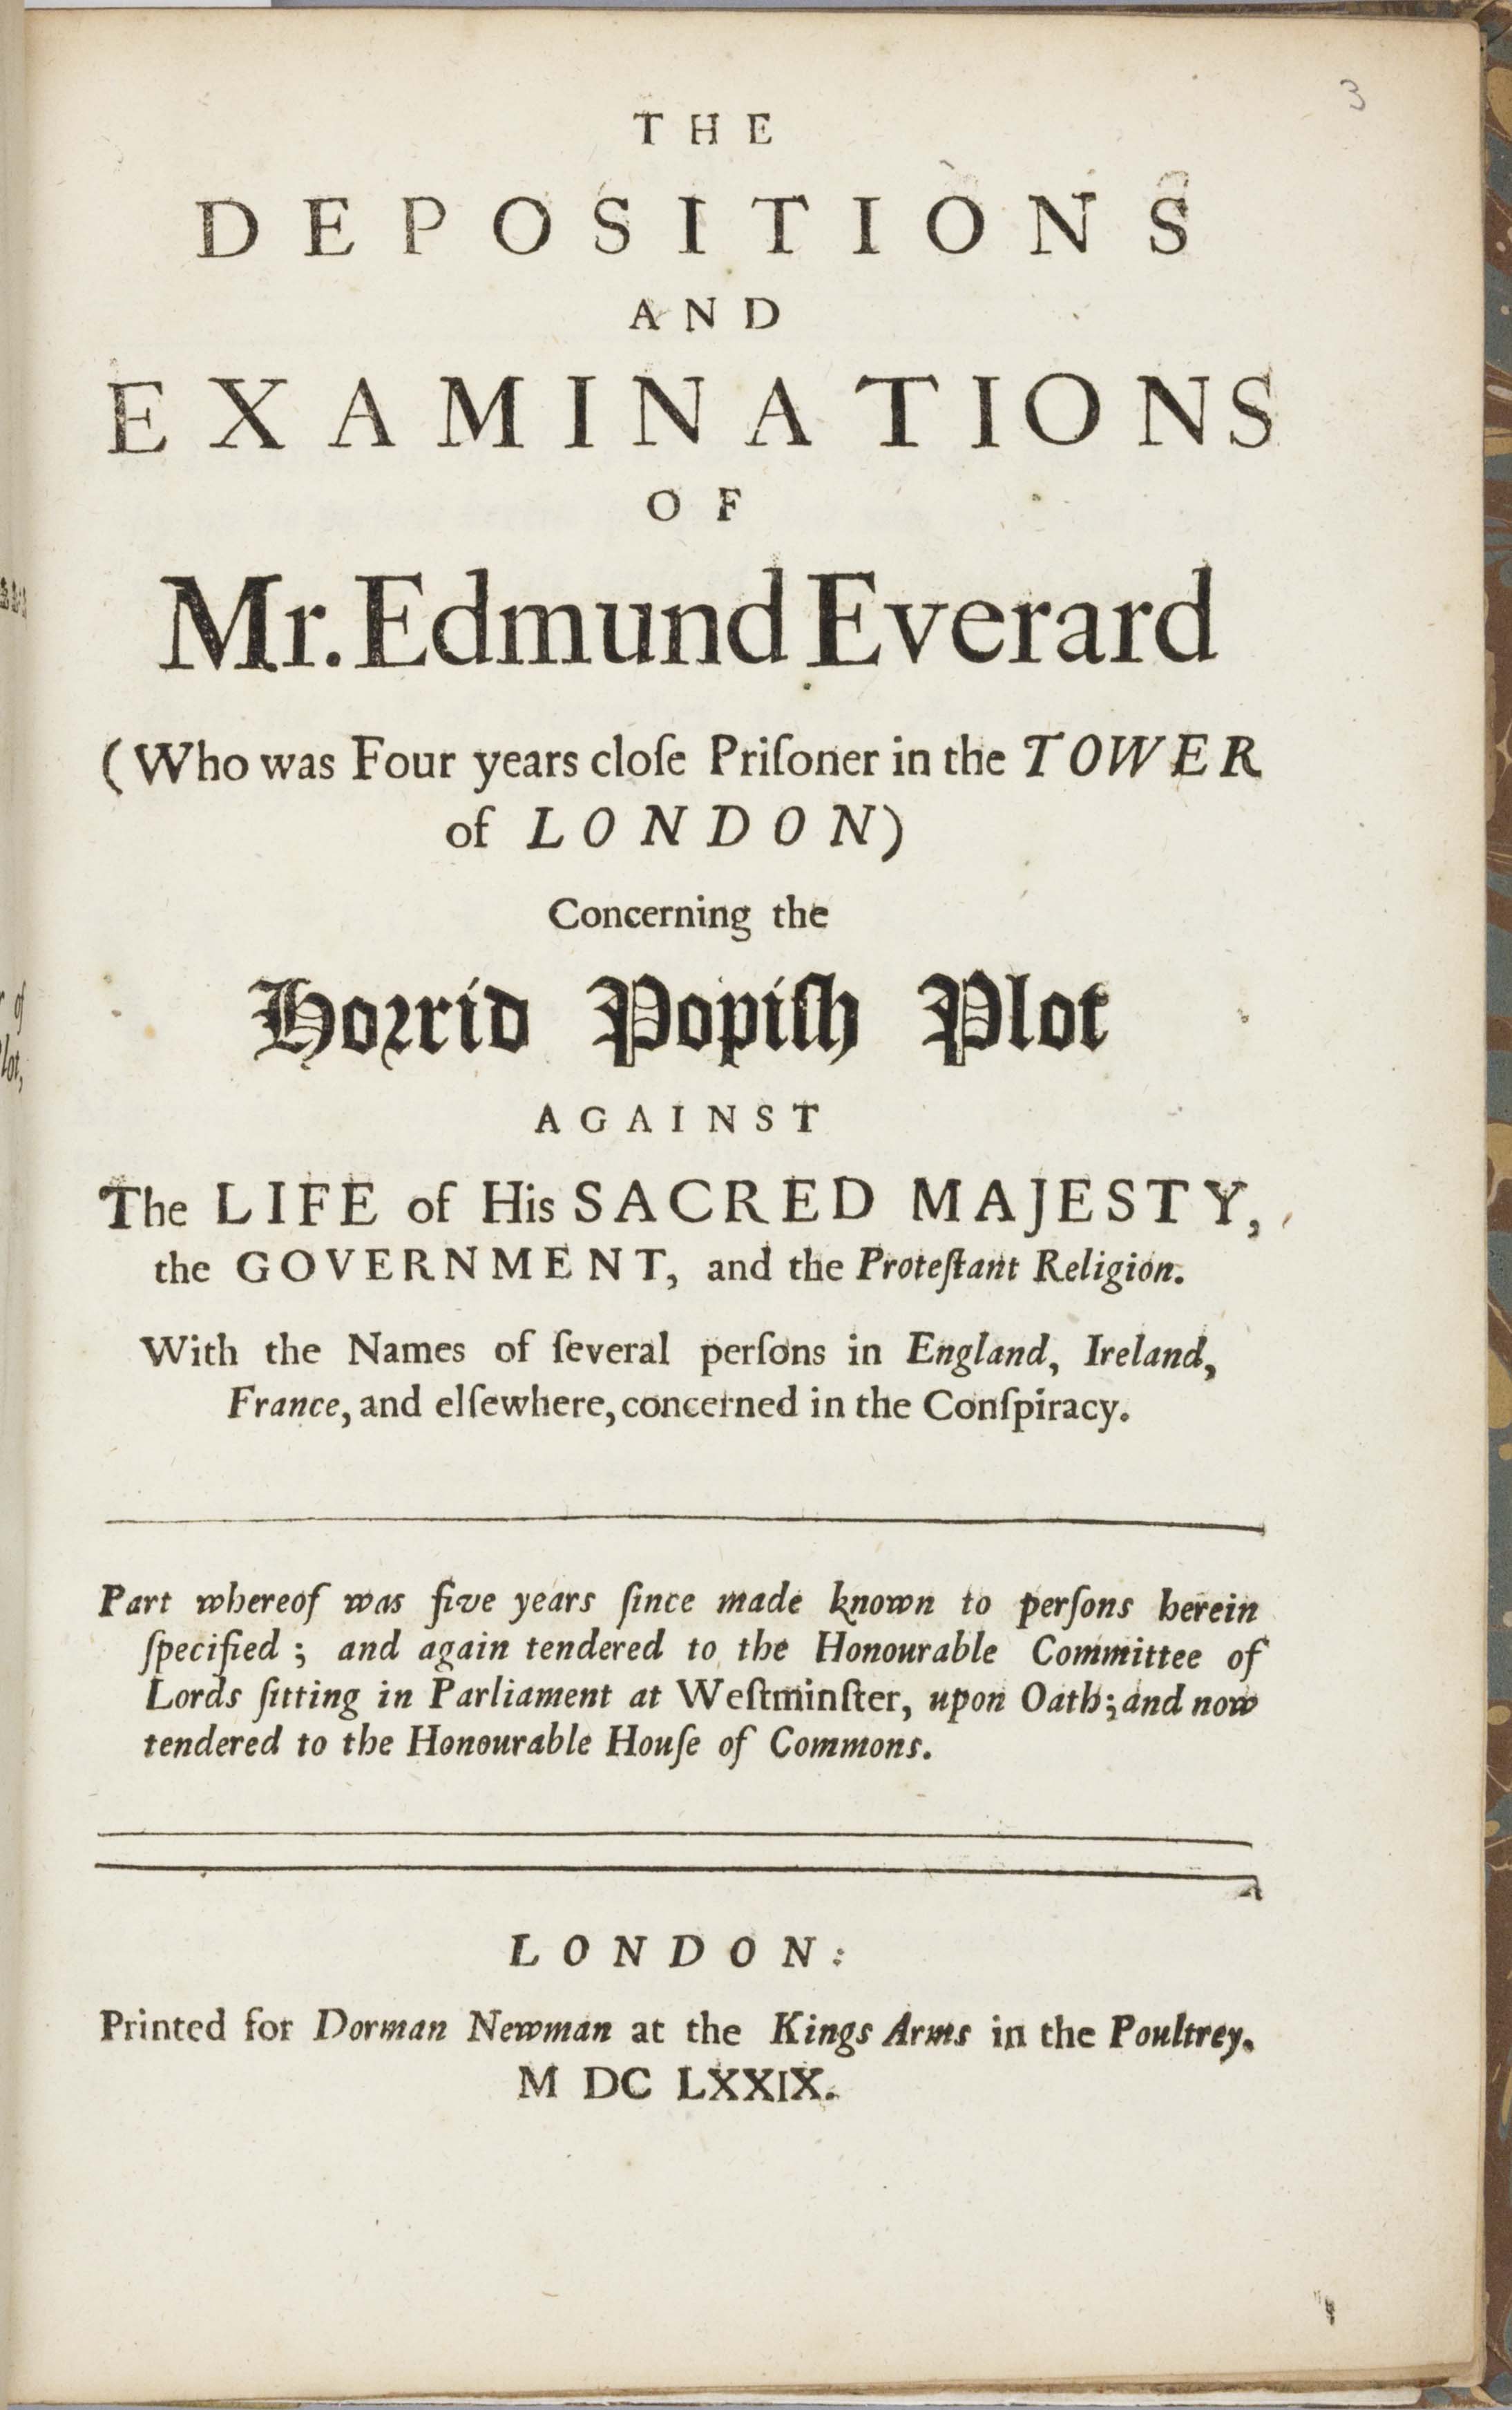 3
THE
DEPOSITIONS
AND
EXAMINATIONS
OF
Mr. Edmund Everard
(Who was Four years cloſe Priſoner in the TOWER
of LONDON)
Concerning the
Horrid Popiſh Plot
AGAINST
The LIFE of His SACRED MAJESTY,
the GOVERNMENT, and the Proteſtant Religion.
With the Names of ſeveral perſons in England, Ireland,
France, and elſewhere, concerned in the Conſpiracy.
Part whereof was five years ſince made known to perſons herein
ſpecified ; and again tendered to the Honourable Committee of
Lords ſitting in Parliament at Weſtminſter, upon Oath; and now
tendered to the Honourable Houſe of Commons.
LONDON:
Printed for Dorman Newman at the Kings Arms in the Poultrey.
M DC LXXIX.
of
lot,